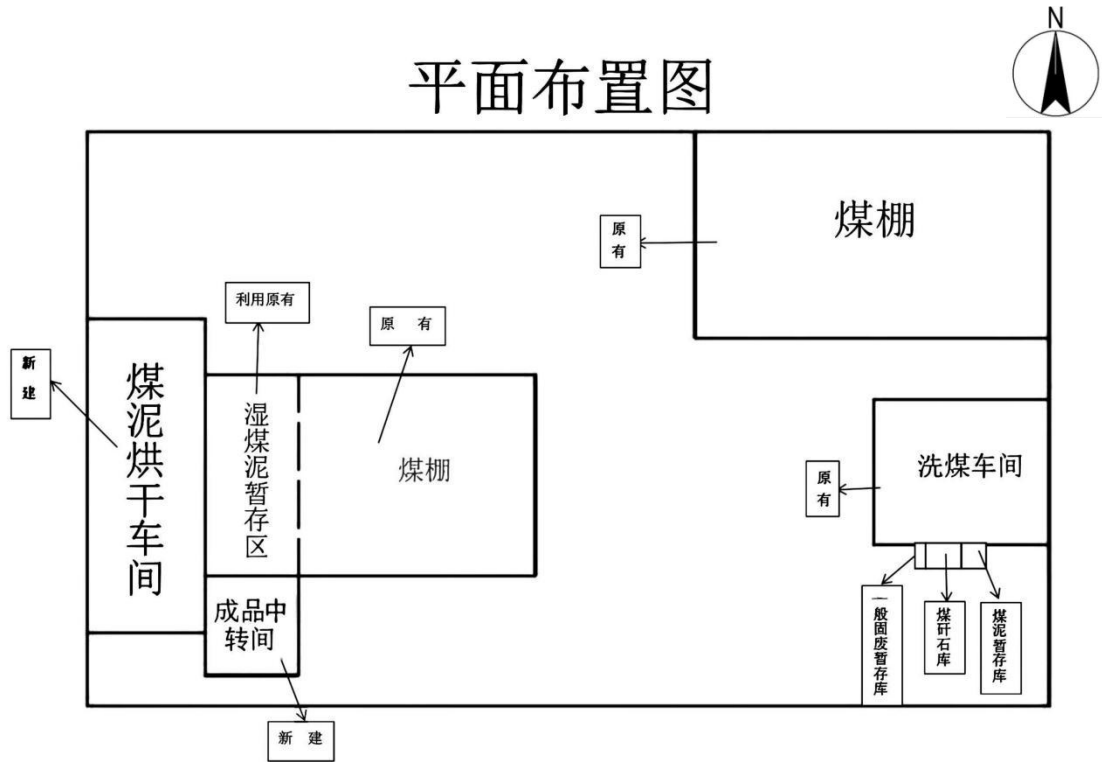 N
平面布置图
煤棚
原有
利用原有
原 有
新建
煤泥烘干车间
湿煤泥暂存区
煤棚
洗煤车间
原有
成品中
转间
一般固废暂存库
煤矸石库
煤泥暂存库
新 建